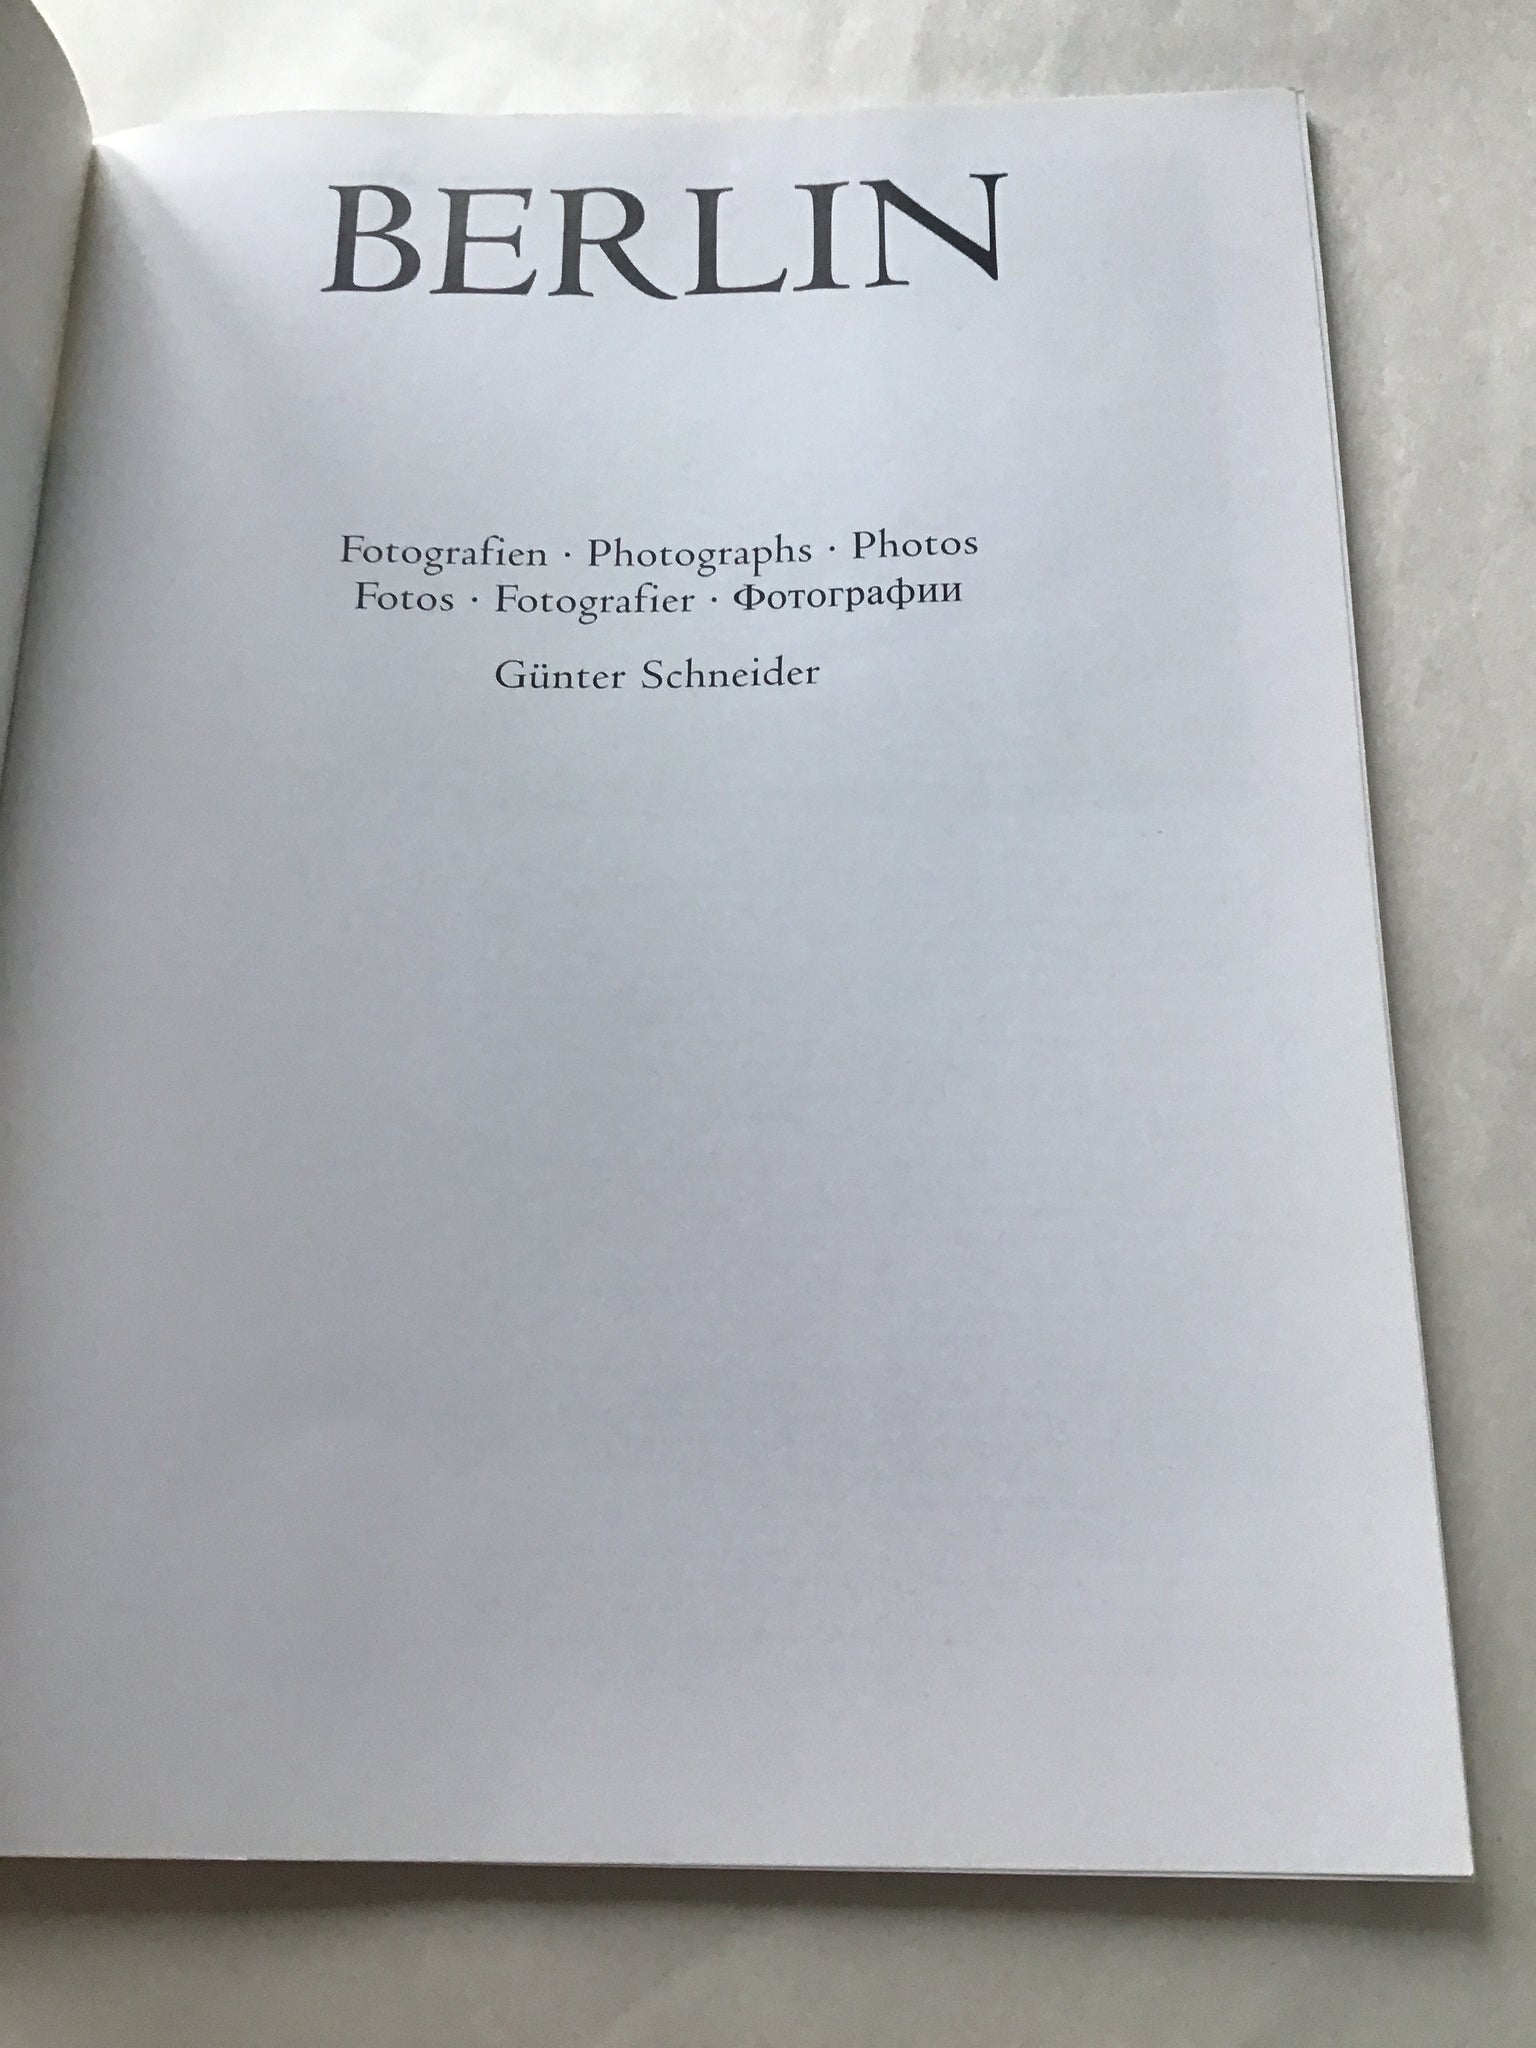 BERLIN
Fotografien · Photographs · Photos
Fotos · Fotografier · Фотографии
Günter Schneider